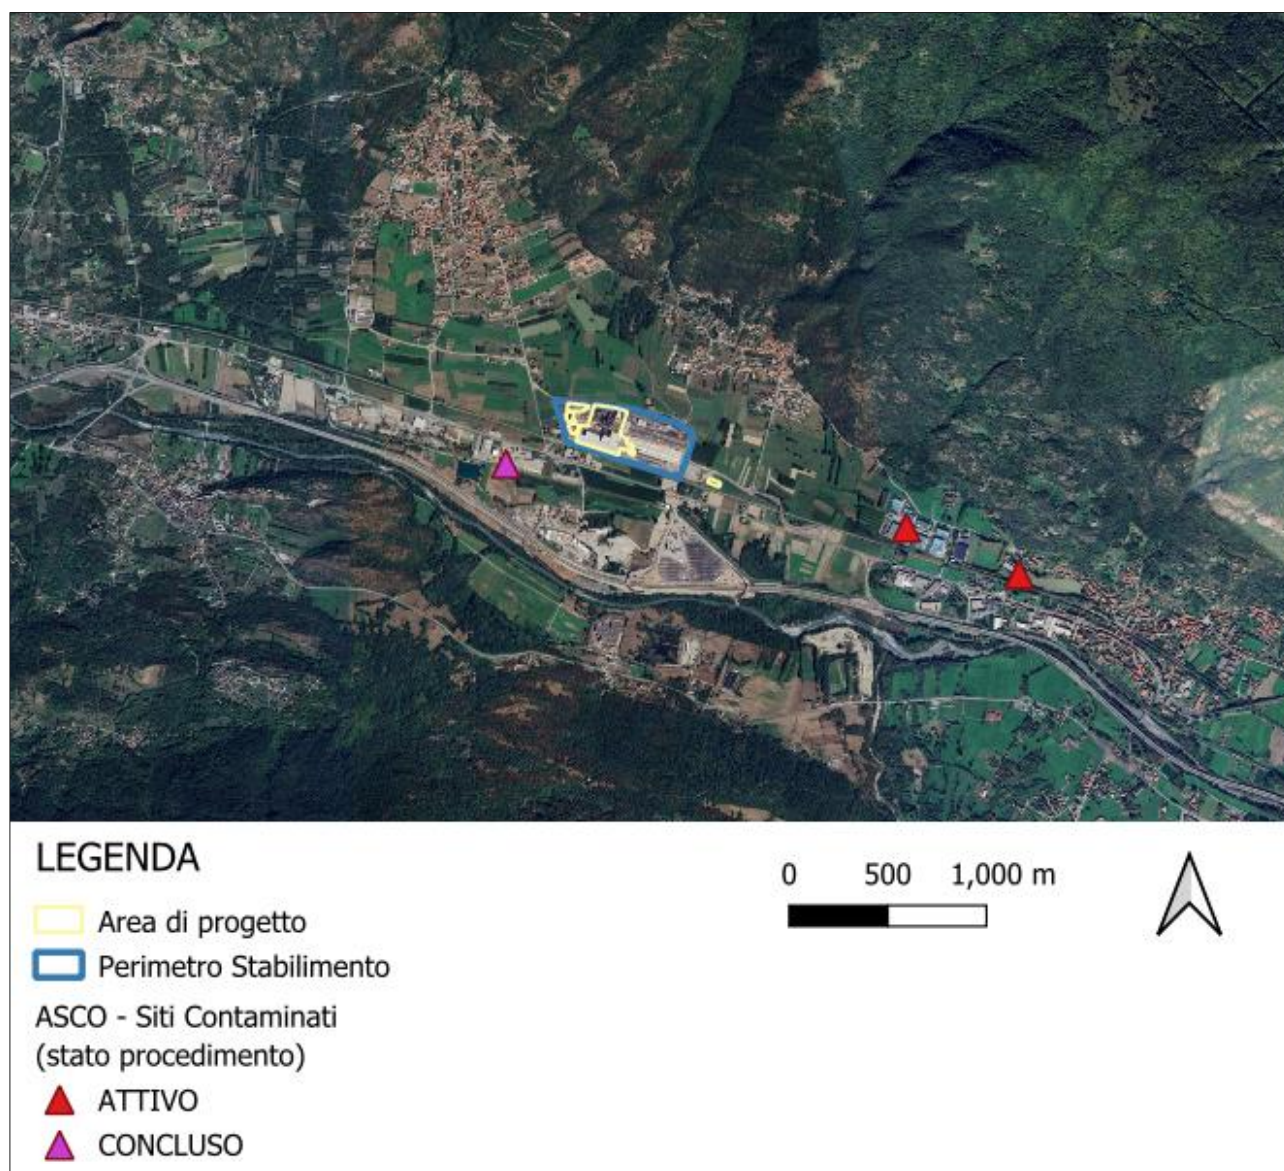 LEGENDA
Area di progetto
Perimetro Stabilimento
ASCO - Siti Contaminati
(stato procedimento)
ATTIVO
CONCLUSO
0 500 1,000 m